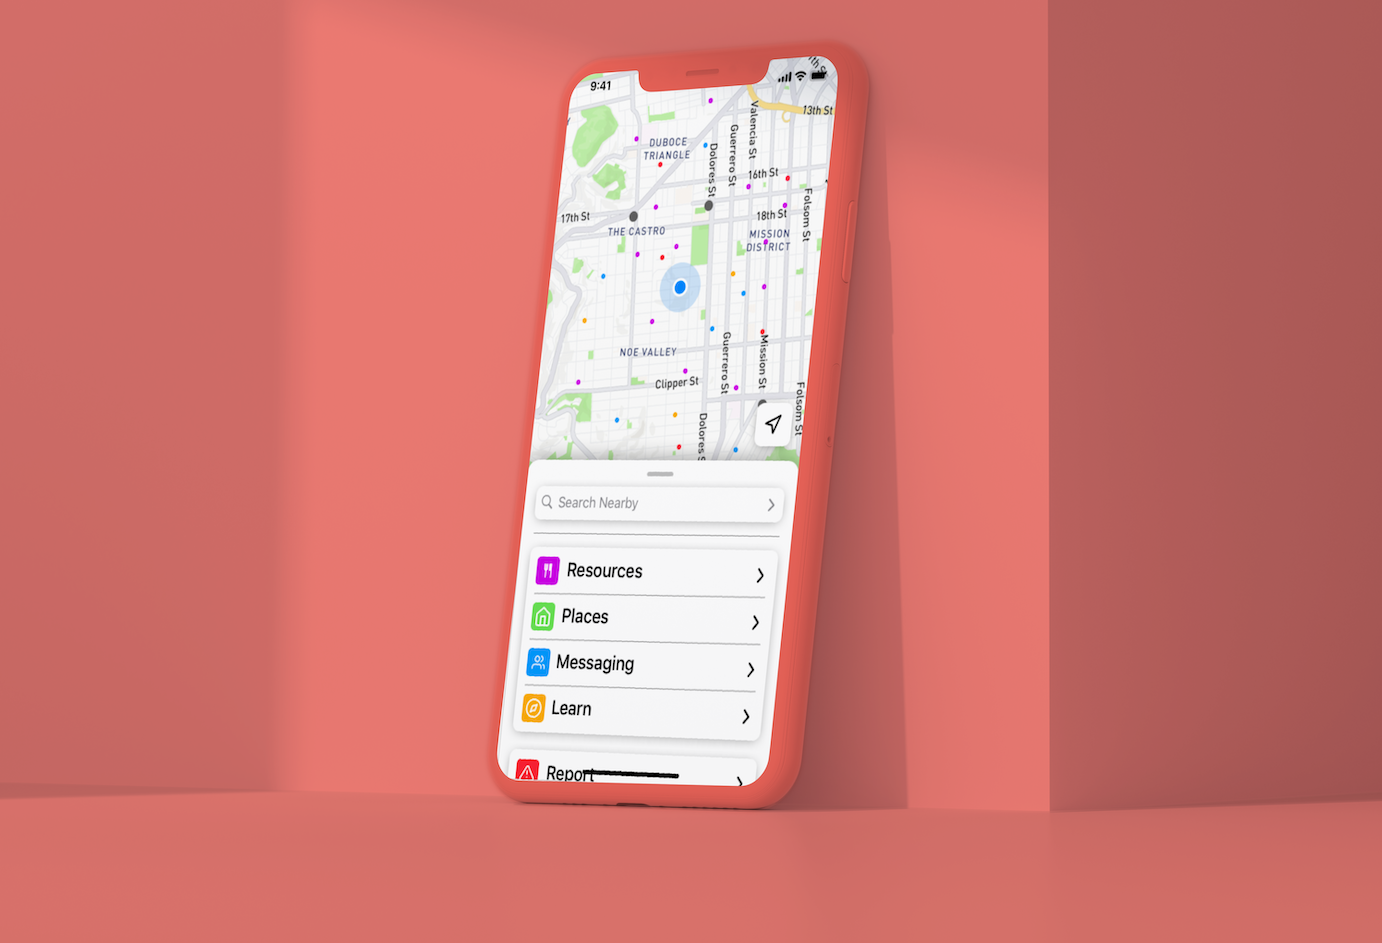 9:41
th St
13th St
Valencia St
Guerrero St
DUBOCE
TRIANGLE
Dolores St
16th St
Folsom St
17th St
18th St
THE CASTRO
MISSION
DISTRICT
NOE VALLEY
Guerrero St
Mission St
Clipper St
Folsom St
Dolores S
Search Nearby
Resources
Places
Messaging
Learn
Report